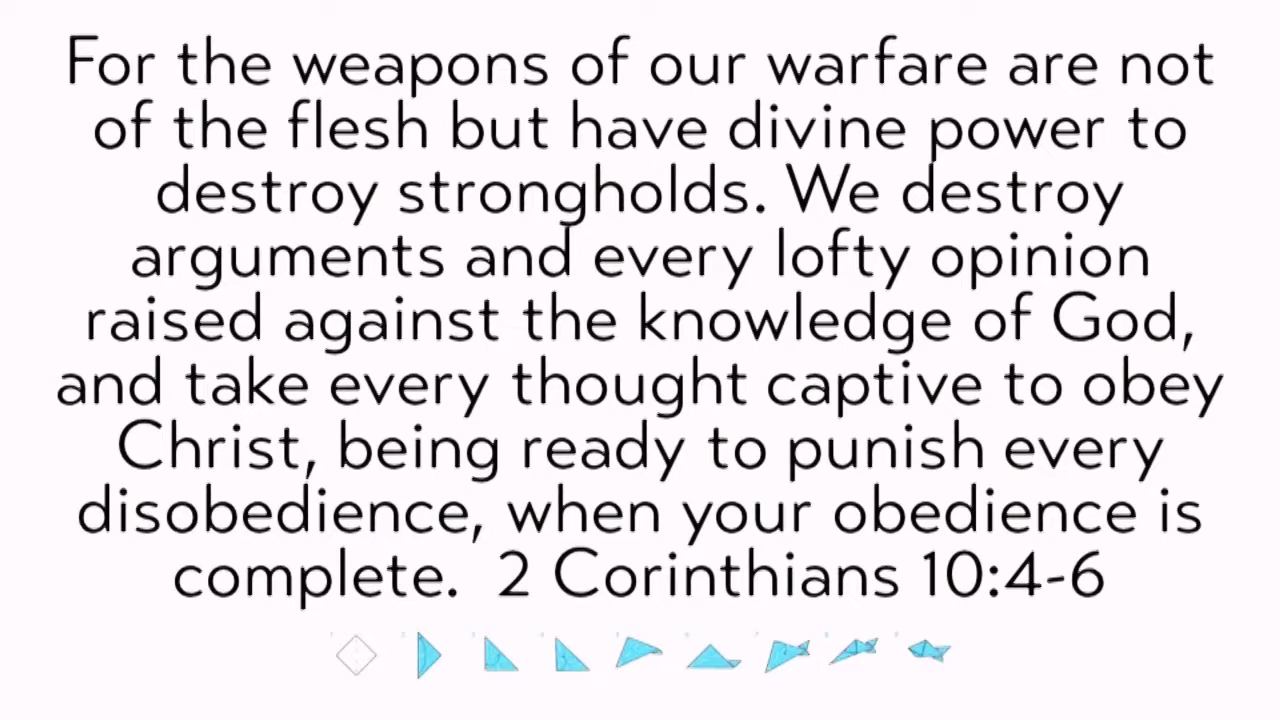 For the weapons of our warfare are not
of the flesh but have divine power to
destroy strongholds. We destroy
arguments and every lofty opinion
raised against the knowledge of God,
and take every thought captive to obey
Christ, being ready to punish every
disobedience, when your obedience is
complete.  2 Corinthians 10:4-6